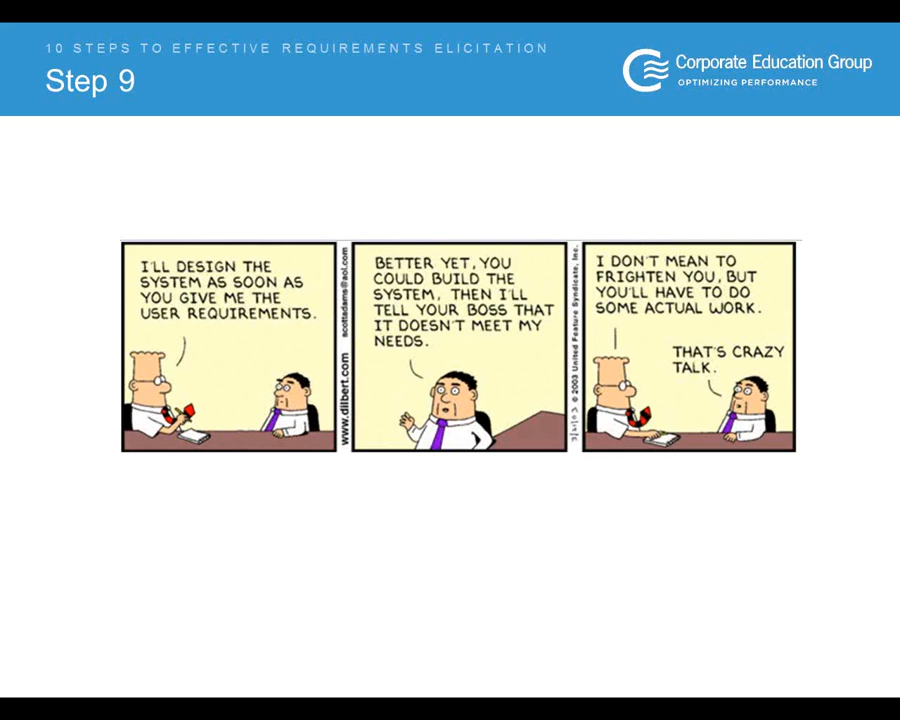 10 STEPS TO EFFECTIVE REQUIREMENTS ELICITATION
Step 9
Corporate Education Group
OPTIMIZING PERFORMANCE
I'LL DESIGN THE
SYSTEM AS SOON AS
YOU GIVE ME THE
USER REQUIREMENTS.
www.dilbert.com scottadams@aol.com
BETTER YET, YOU
COULD BUILD THE
SYSTEM, THEN I'LL
TELL YOUR BOSS THAT
IT DOESN'T MEET MY
NEEDS.
© 2003 United Feature Syndicate, Inc.
I DON'T MEAN TO
FRIGHTEN YOU, BUT
YOU'LL HAVE TO DO
SOME ACTUAL WORK.
THAT'S CRAZY
TALK.